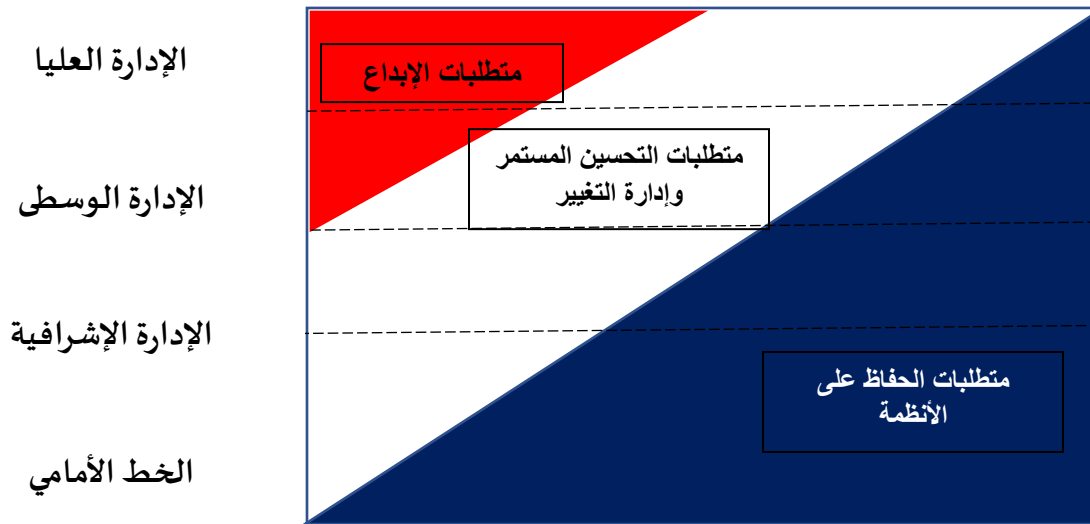 الإدارة العليا
متطلبات الإبداع
متطلبات التحسين المستمر
وإدارة التغيير
الإدارة الوسطى
الإدارة الإشرافية
متطلبات الحفاظ على
الأنظمة
الخط الأمامي